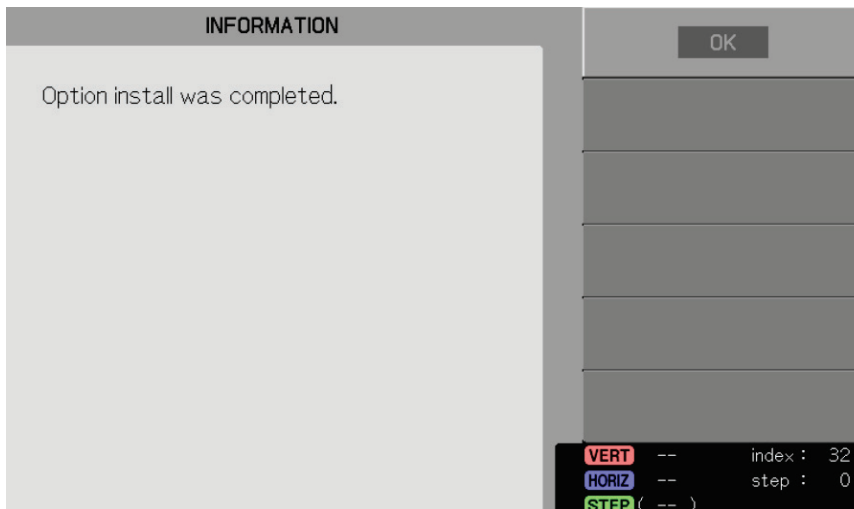 INFORMATION
OK
Option install was completed.
VERT -- index : 32
HORIZ -- step : 0
STEP ( -- )